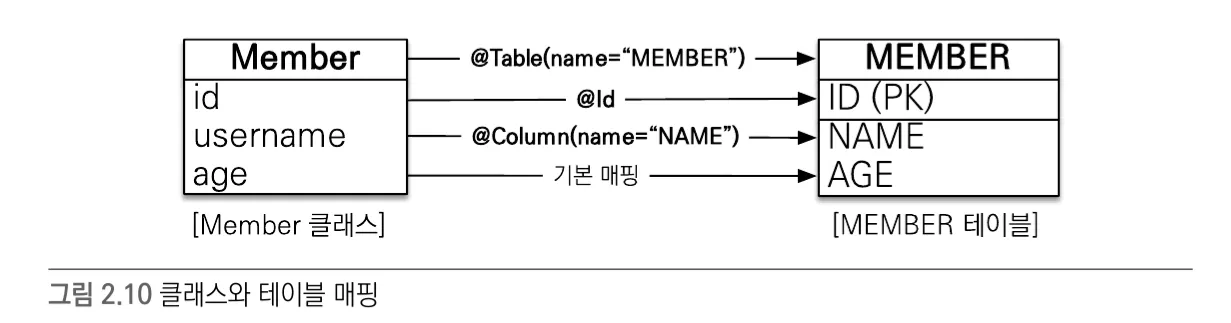 Member @Table(name=“MEMBER”) MEMBER
id @Id ID (PK)
username @Column(name=“NAME”) NAME
age 기본 매핑 AGE
[Member 클래스] [MEMBER 테이블]
그림 2.10 클래스와 테이블 매핑